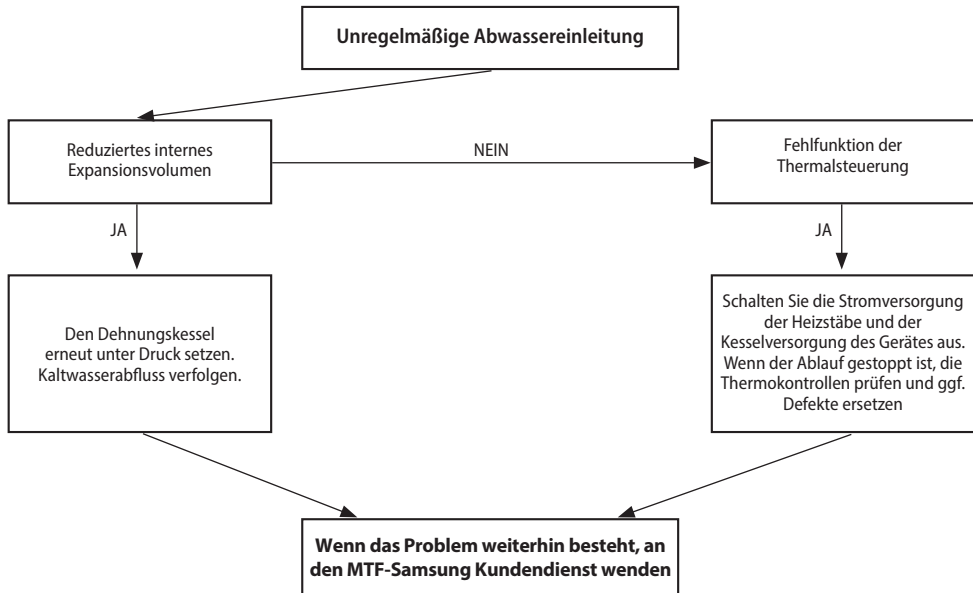 Unregelmäßige Abwassereinleitung
Reduziertes internes
Expansionsvolumen
NEIN
Fehlfunktion der
Thermalsteuerung
JA
JA
Den Dehnungskessel
erneut unter Druck setzen.
Kaltwasserabfluss verfolgen.
Schalten Sie die Stromversorgung
der Heizstäbe und der
Kesselversorgung des Gerätes aus.
Wenn der Ablauf gestoppt ist, die
Thermokontrollen prüfen und ggf.
Defekte ersetzen
Wenn das Problem weiterhin besteht, an
den MTF-Samsung Kundendienst wenden